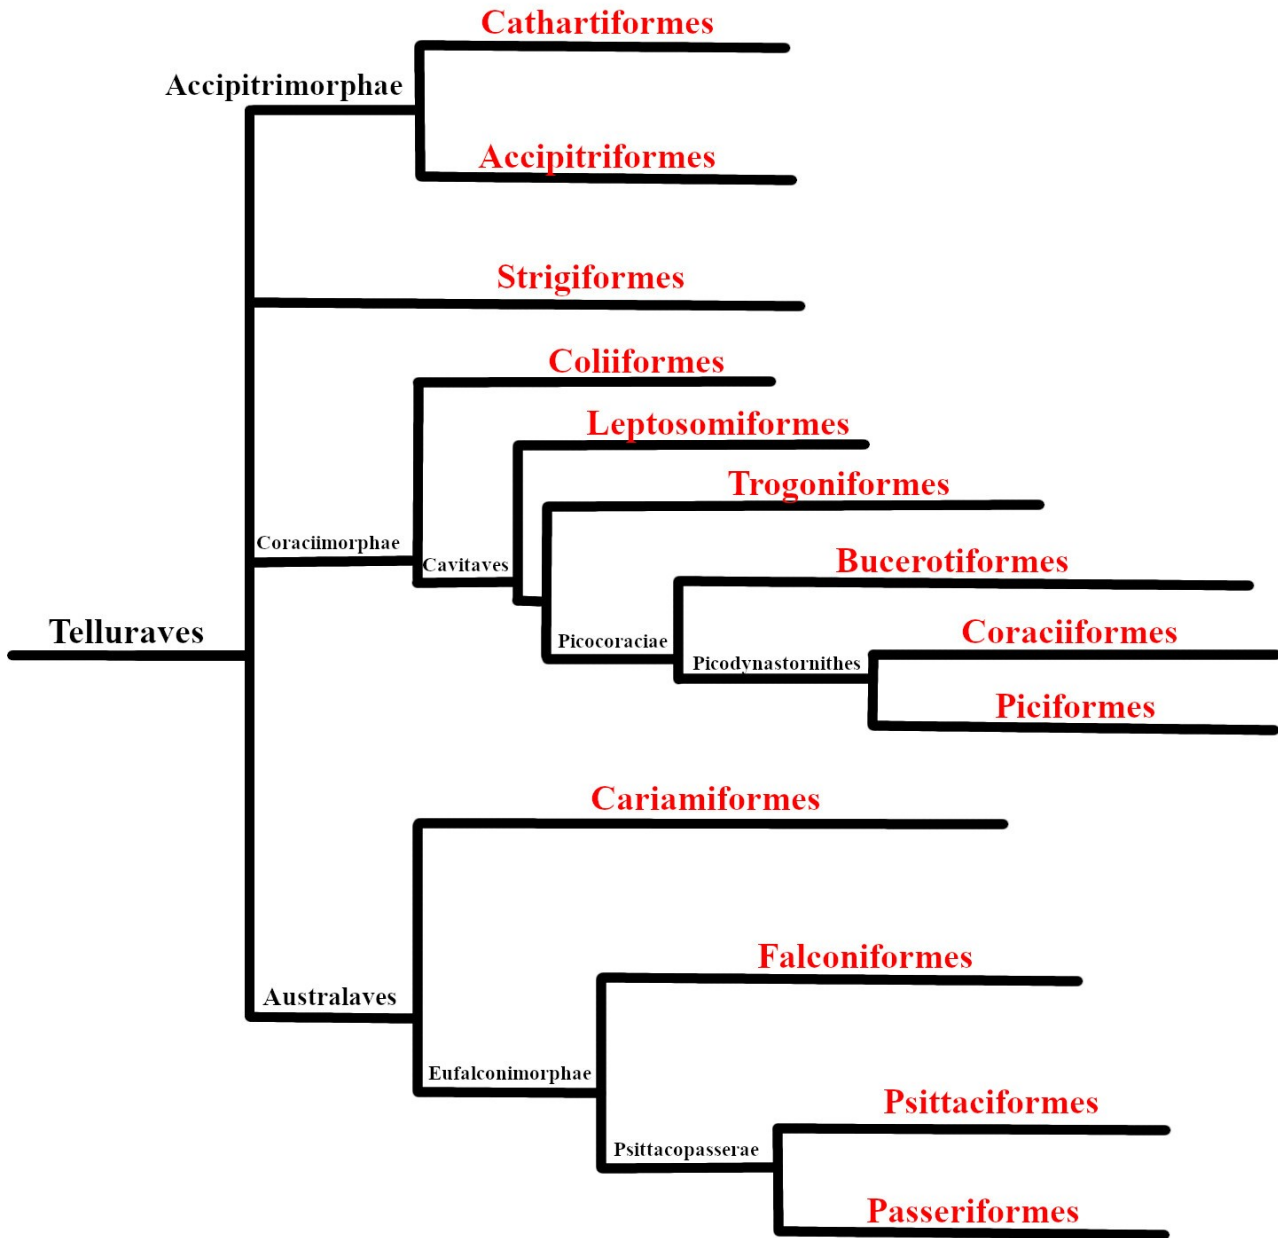 Cathartiformes
Accipitrimorphae
Accipitriformes
Strigiformes
Coliiformes
Leptosomiformes
Trogoniformes
Coraciimorphae
Cavitaves
Bucerotiformes
Telluraves
Picocoraciae
Coraciiformes
Picodynastornithes
Piciformes
Cariamiformes
Falconiformes
Australaves
Eufalconimorphae
Psittaciformes
Psittacopasserae
Passeriformes